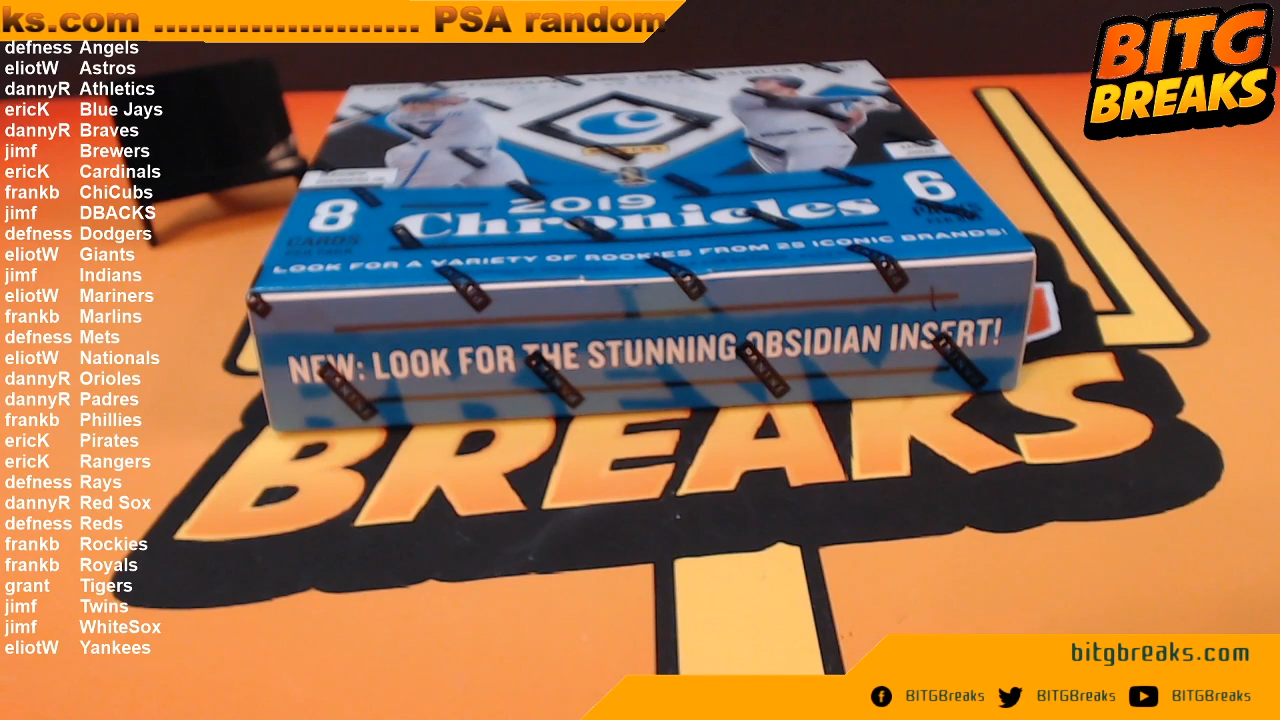 ks.com ...................... PSA random
defness Angels
eliotW Astros
dannyR Athletics
ericK Blue Jays
dannyR Braves
jimf Brewers
ericK Cardinals
frankb ChiCubs
jimf DBACKS
defness Dodgers
eliotW Giants
jimf Indians
eliotW Mariners
frankb Marlins
defness Mets
eliotW Nationals
dannyR Orioles
dannyR Padres
frankb Phillies
ericK Pirates
ericK Rangers
defness Rays
dannyR Red Sox
defness Reds
frankb Rockies
frankb Royals
grant Tigers
jimf Twins
jimf WhiteSox
eliotW Yankees
BITG
BREAKS
8
CARDS
6
2019
Chronicles
LOOK FOR A VARIETY OF ROOKIES FROM 25 ICONIC BRANDS!
NEW: LOOK FOR THE STUNNING OBSIDIAN INSERT!
PANINI
PANINI
PANINI
PANINI
BREAKS
bitgbreaks.com
BITGBreaks BITGBreaks BITGBreaks